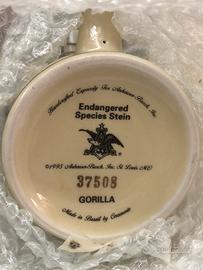 Handcrafted Especially For Anheuser-Busch, Inc.
Endangered
Species Stein
©1995 Anheuser-Busch, Inc. St. Louis, MO
37508
GORILLA
Made in Brazil by Ceramarte